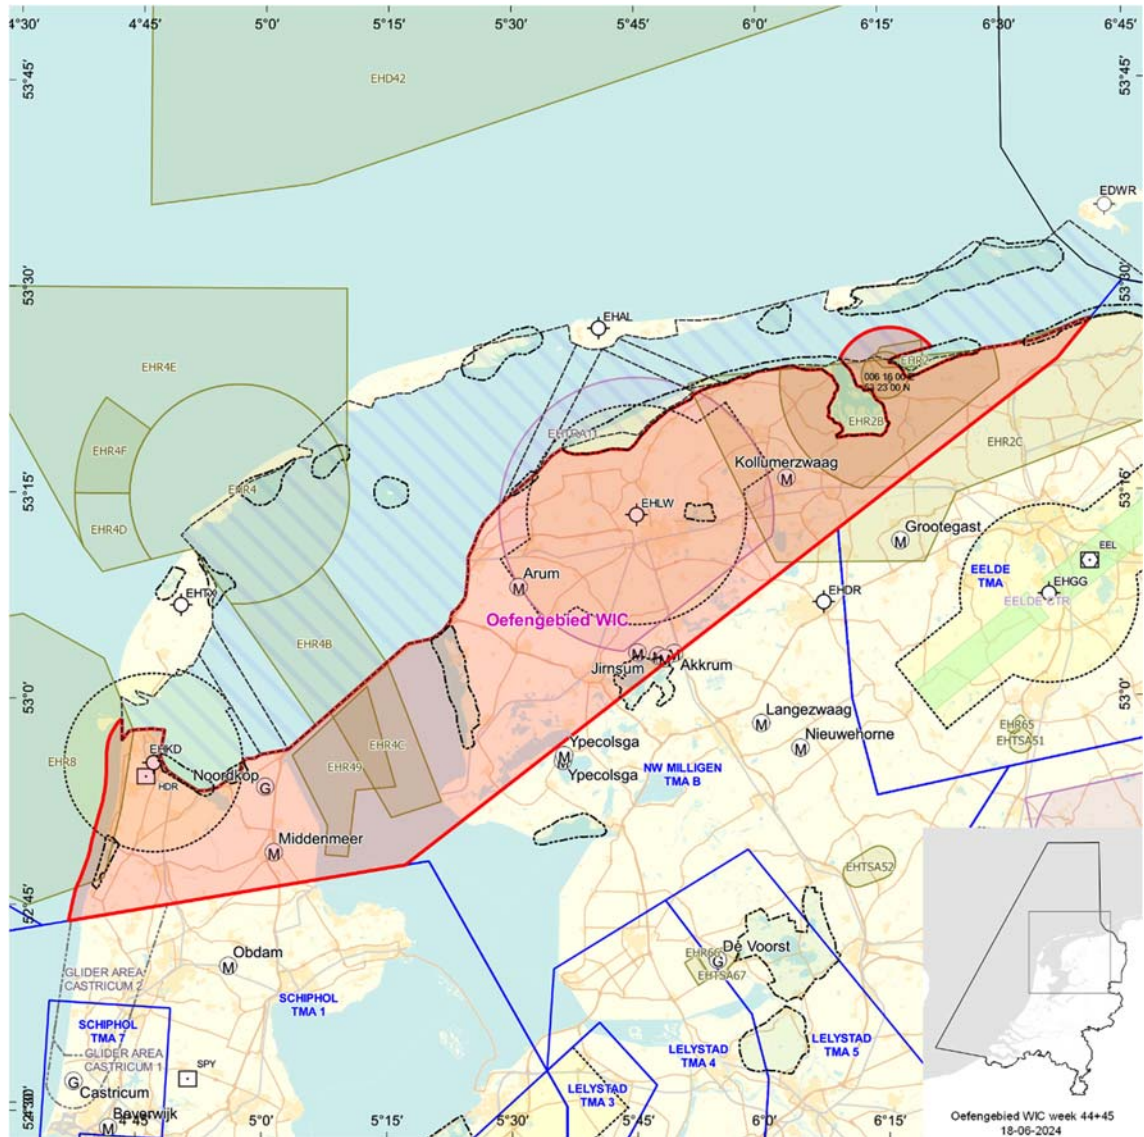 4°30'
4°45'
5°0'
5°15'
5°30'
5°45'
6°0'
6°15'
6°30'
6°45'
53°45'
EHD42
53°45'
EDWR
53°30'
53°30'
EHAL
EHR4E
EHR2
006 16 00 E
53 23 00 N
EHR4F
EHTRA11
EHR2B
EHR2C
Kollumerzwaag
53°15'
EHR4
EHLW
EHR4D
Grootegast
EEL
Arum
EELDE
TMA
EHTX
EHDR
EHGG
EELDE CTR
Oefengebied WIC
EHR4B
Jirnsum
Akkrum
53°0'
53°0'
Langezwaag
EHR65
EHTSA51
Ypecolsga
Nieuwehorne
EHR4C
EHKD
EHR8
EHR49
HDR
Noordkop
Ypecolsga
NW MILLIGEN
TMA B
Middenmeer
EHTSA52
52°45'
De Voorst
Obdam
EHTSA67
GLIDER AREA
CASTRICUM 2
SCHIPHOL
TMA 1
SCHIPHOL
TMA 7
GLIDER AREA
CASTRICUM 1
LELYSTAD
TMA 4
LELYSTAD
TMA 5
SPY
Castricum
LELYSTAD
TMA 3
Beverwijk
4°45'
5°0'
5°15'
5°30'
5°45'
6°0'
6°15'
Oefengebied WIC week 44+45
18-06-2024